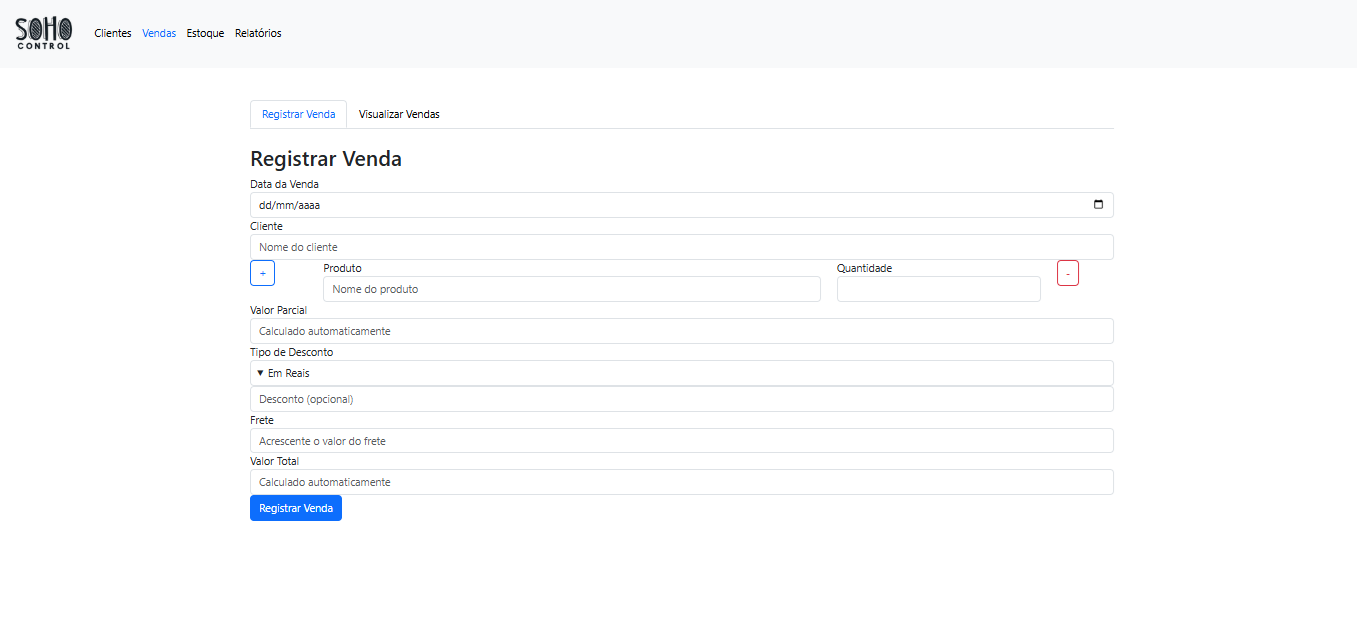 SOHO
CONTROL
Clientes Vendas Estoque Relatórios
Registrar Venda Visualizar Vendas
Registrar Venda
Data da Venda
dd/mm/aaaa
Cliente
Nome do cliente
+ Produto Quantidade -
Nome do produto
Valor Parcial
Calculado automaticamente
Tipo de Desconto
▾ Em Reais
Desconto (opcional)
Frete
Acrescente o valor do frete
Valor Total
Calculado automaticamente
Registrar Venda